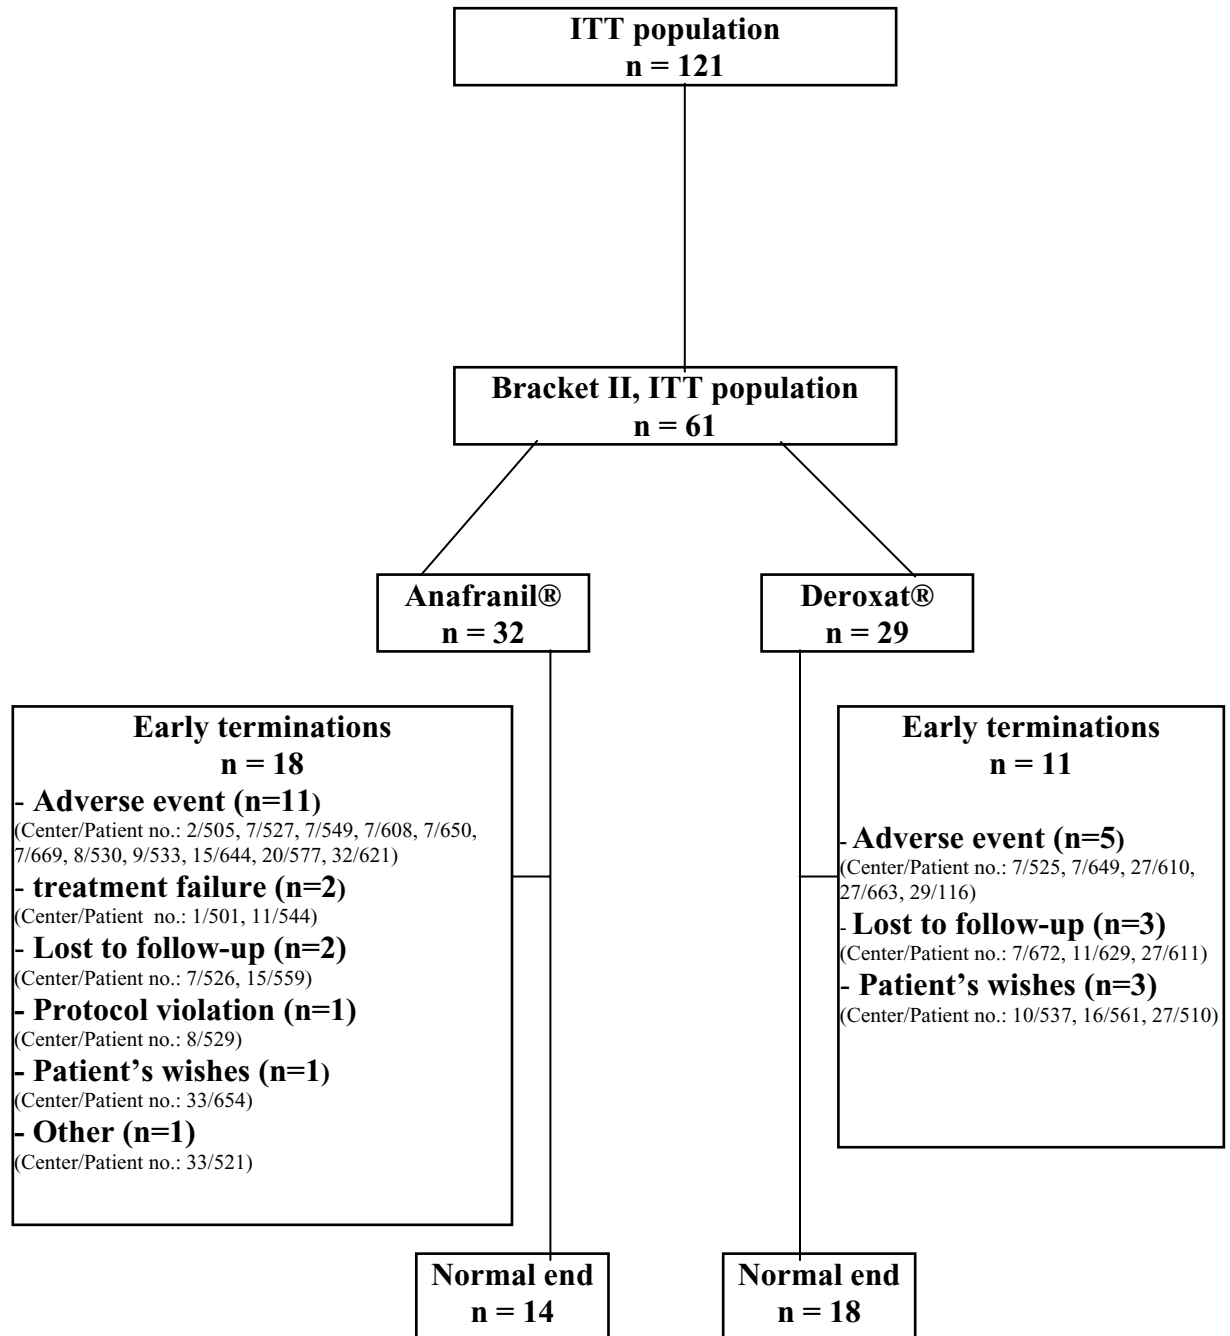 ITT population
n = 121
Bracket II, ITT population
n = 61
Anafranil®
n = 32
Deroxat®
n = 29
Early terminations
n = 18
- Adverse event (n=11)
(Center/Patient no.: 2/505, 7/527, 7/549, 7/608, 7/650,
7/669, 8/530, 9/533, 15/644, 20/577, 32/621)
- treatment failure (n=2)
(Center/Patient no.: 1/501, 11/544)
- Lost to follow-up (n=2)
(Center/Patient no.: 7/526, 15/559)
- Protocol violation (n=1)
(Center/Patient no.: 8/529)
- Patient’s wishes (n=1)
(Center/Patient no.: 33/654)
- Other (n=1)
(Center/Patient no.: 33/521)
Early terminations
n = 11
- Adverse event (n=5)
(Center/Patient no.: 7/525, 7/649, 27/610,
27/663, 29/116)
- Lost to follow-up (n=3)
(Center/Patient no.: 7/672, 11/629, 27/611)
- Patient’s wishes (n=3)
(Center/Patient no.: 10/537, 16/561, 27/510)
Normal end
n = 14
Normal end
n = 18